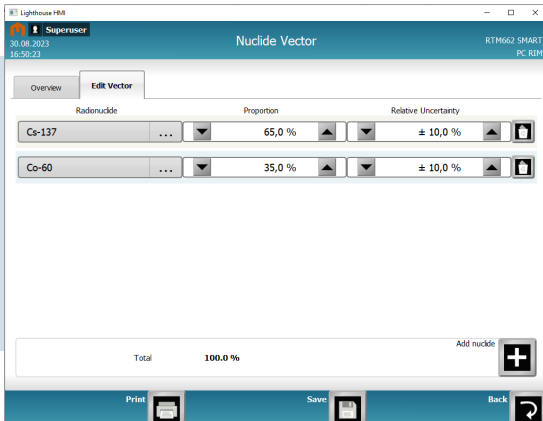 Lighthouse HMI
Superuser
30.08.2023
16:50:23
Nuclide Vector
RTM662 SMART
PC RIM
Overview
Edit Vector
Radionuclide Proportion Relative Uncertainty
Cs-137 ... 65,0 % ± 10,0 %
Co-60 ... 35,0 % ± 10,0 %
Add nuclide
Total 100.0 %
Print Save Back